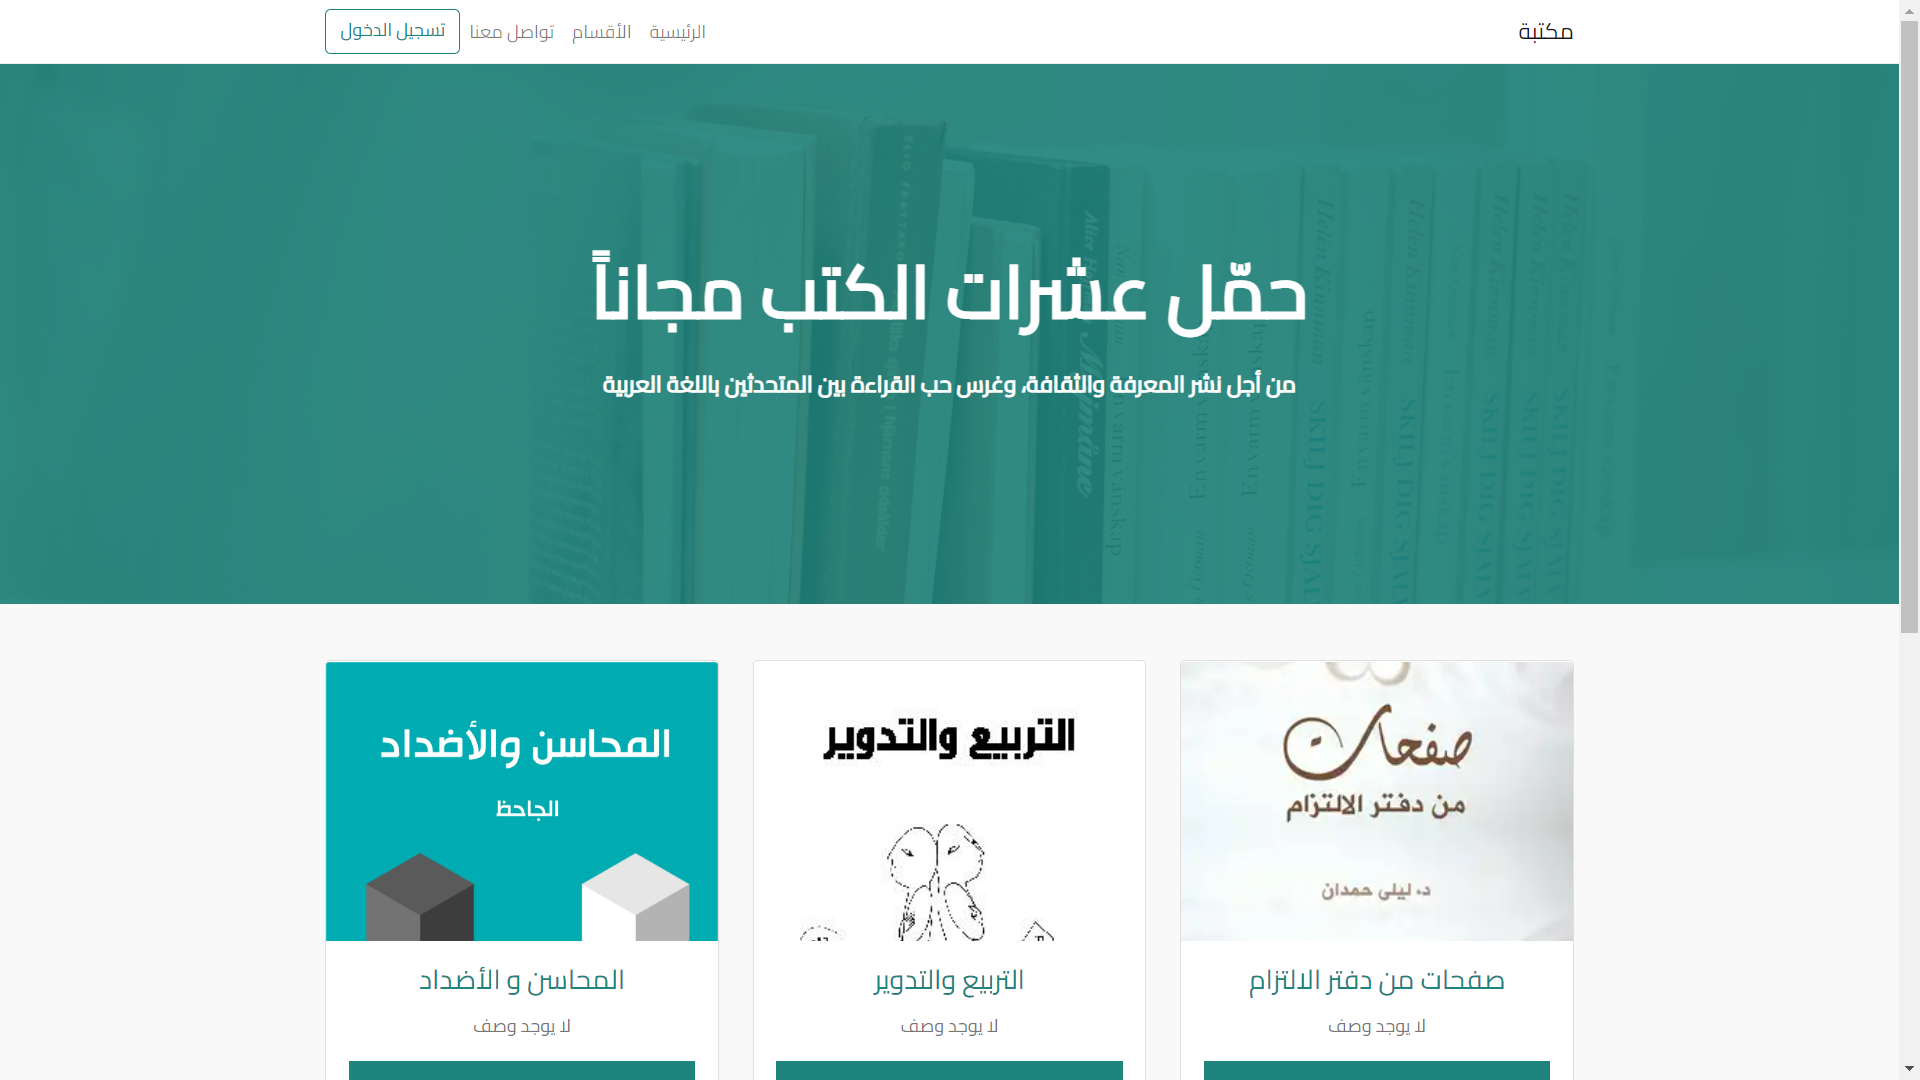 مكتبة
الرئيسية
الأقسام
تواصل معنا
تسجيل الدخول
حمّل عشرات الكتب مجاناً
من أجل نشر المعرفة والثقافة، وغرس حب القراءة بين المتحدثين باللغة العربية
صفحات
من دفتر الالتزام
د. ليلى حمدان
صفحات من دفتر الالتزام
لا يوجد وصف
التربيع والتدوير
التربيع والتدوير
لا يوجد وصف
المحاسن والأضداد
الجاحظ
المحاسن و الأضداد
لا يوجد وصف